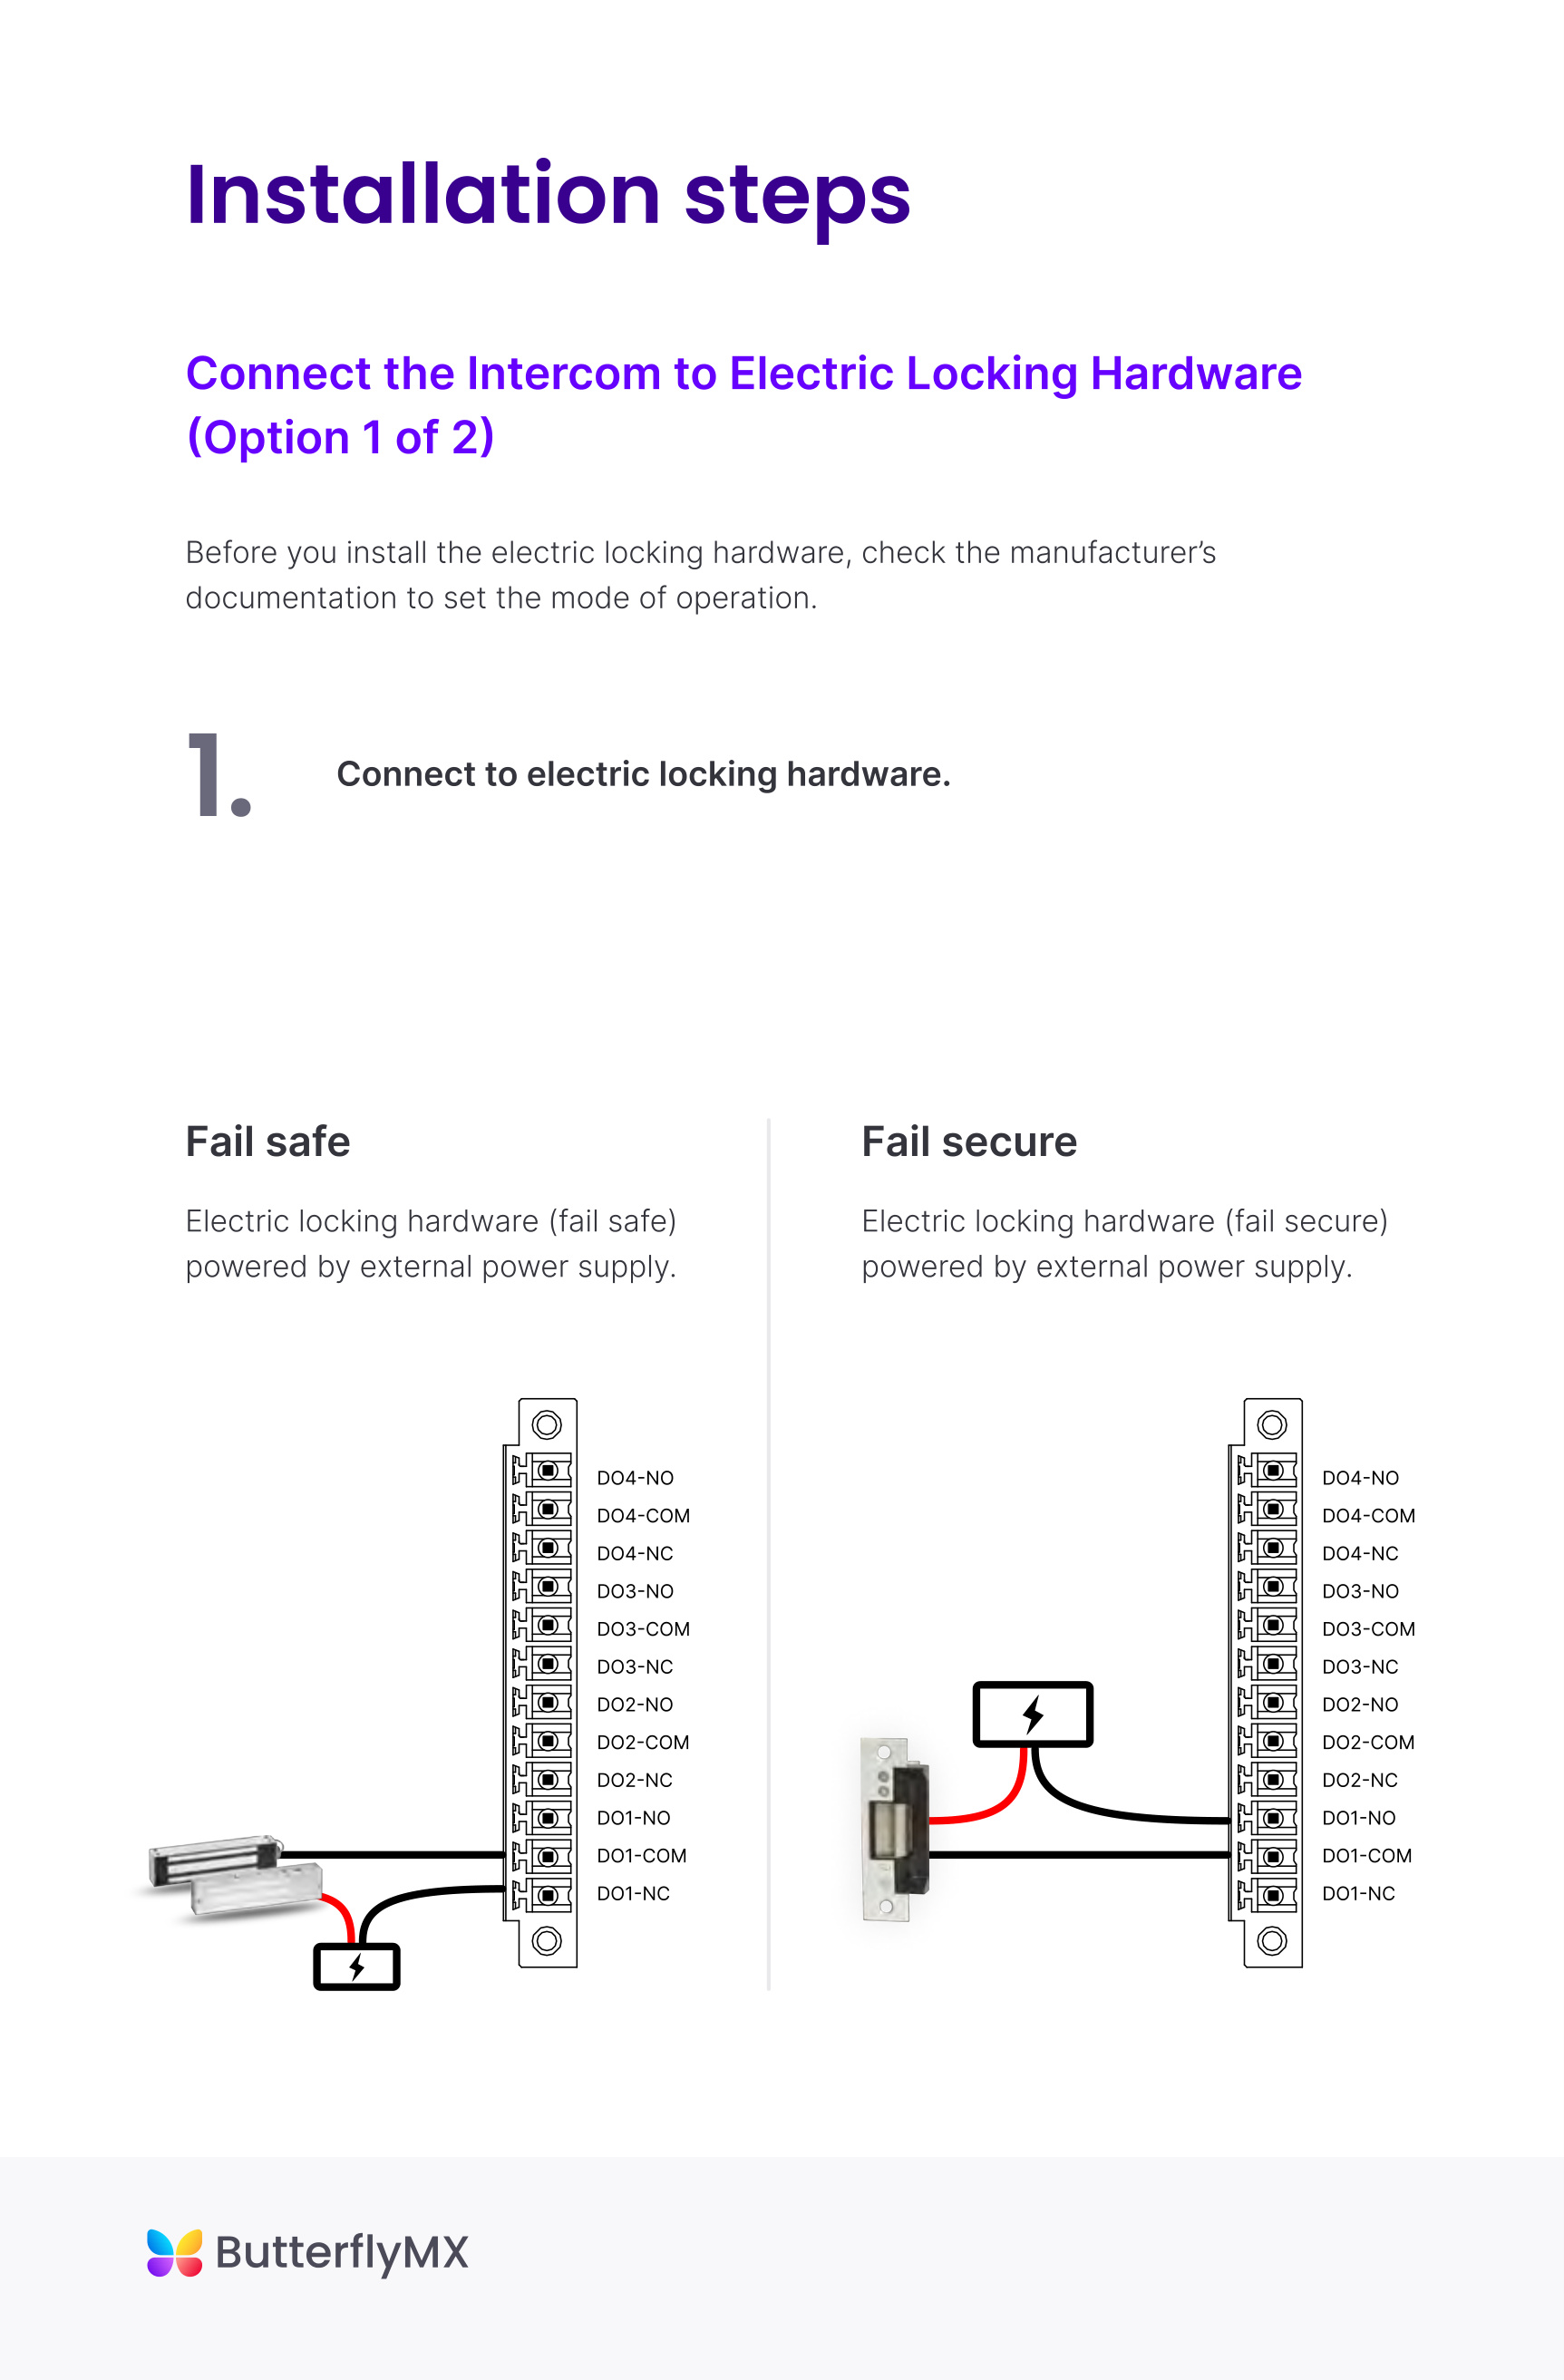 Installation steps
Connect the Intercom to Electric Locking Hardware
(Option 1 of 2)
Before you install the electric locking hardware, check the manufacturer’s
documentation to set the mode of operation.
1.
Connect to electric locking hardware.
Fail safe
Electric locking hardware (fail safe)
powered by external power supply.
DO4-NO
DO4-COM
DO4-NC
DO3-NO
DO3-COM
DO3-NC
DO2-NO
DO2-COM
DO2-NC
DO1-NO
DO1-COM
DO1-NC
Fail secure
Electric locking hardware (fail secure)
powered by external power supply.
DO4-NO
DO4-COM
DO4-NC
DO3-NO
DO3-COM
DO3-NC
DO2-NO
DO2-COM
DO2-NC
DO1-NO
DO1-COM
DO1-NC
ButterflyMX